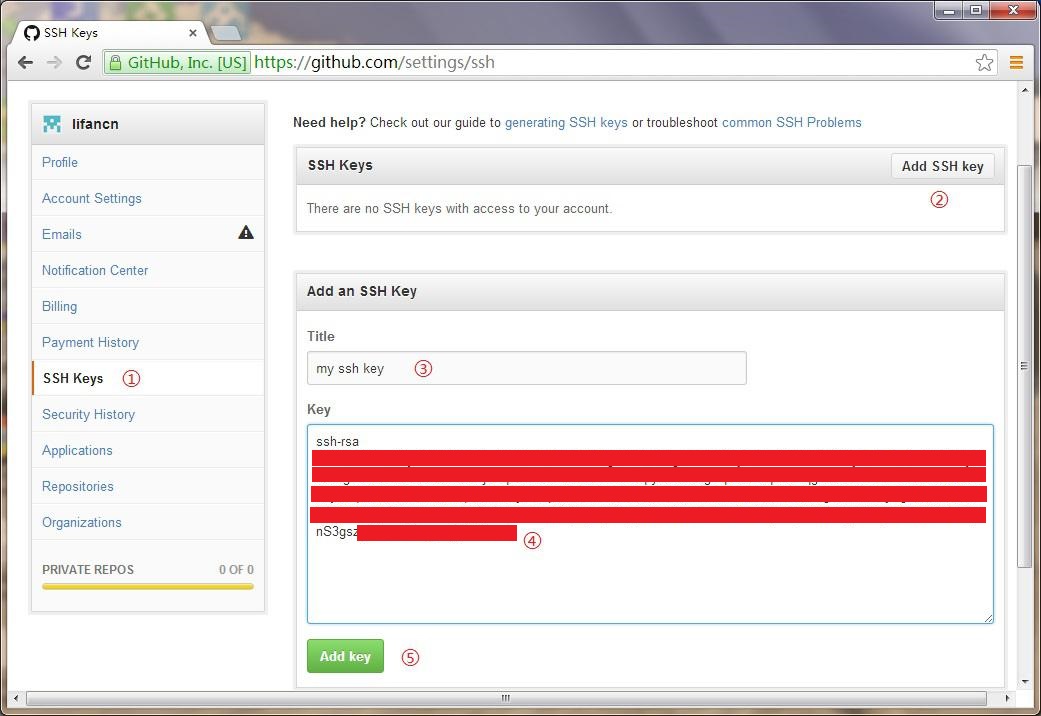 SSH Keys
GitHub, Inc. [US] https://github.com/settings/ssh
lifancn
Profile
Account Settings
Emails
Notification Center
Billing
Payment History
SSH Keys ①
Security History
Applications
Repositories
Organizations
PRIVATE REPOS 0 OF 0
Need help? Check out our guide to generating SSH keys or troubleshoot common SSH Problems
SSH Keys Add SSH key
②
There are no SSH keys with access to your account.
Add an SSH Key
Title
my ssh key ③
Key
ssh-rsa
nS3gsz ④
Add key ⑤